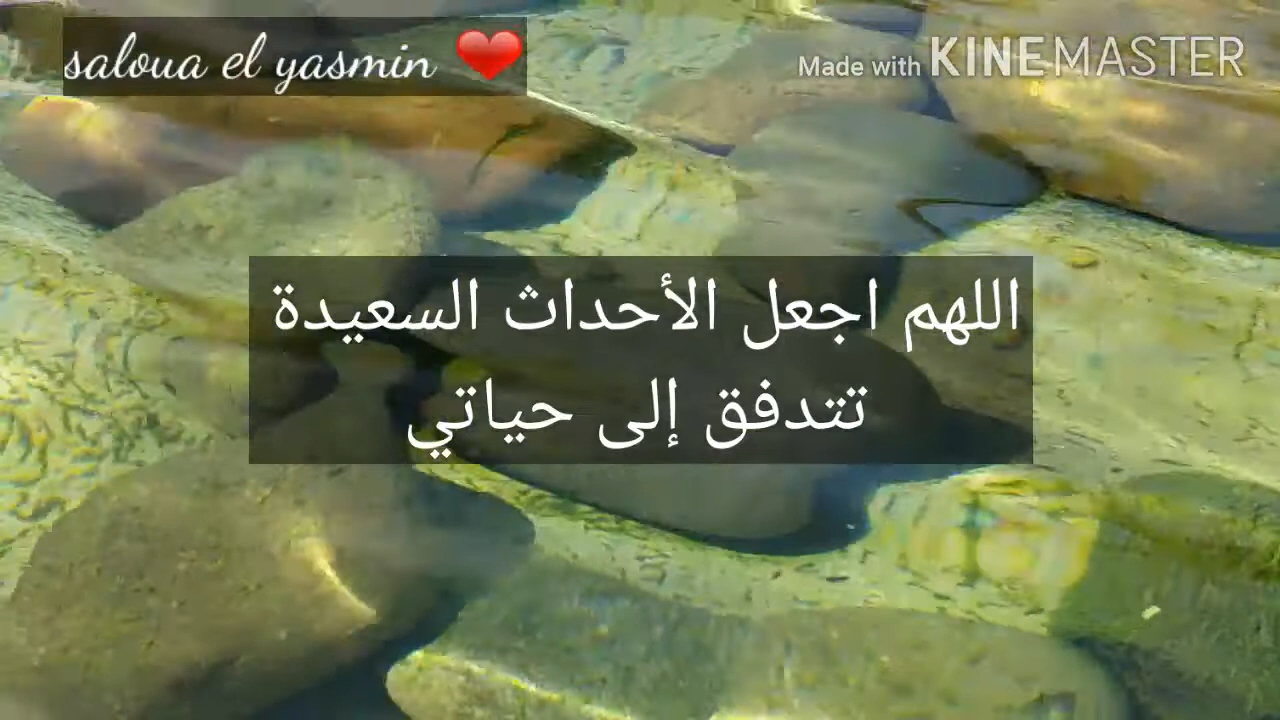 saloua el yasmin ❤
Made with KINEMASTER
اللهم اجعل الأحداث السعيدة
تتدفق إلى حياتي